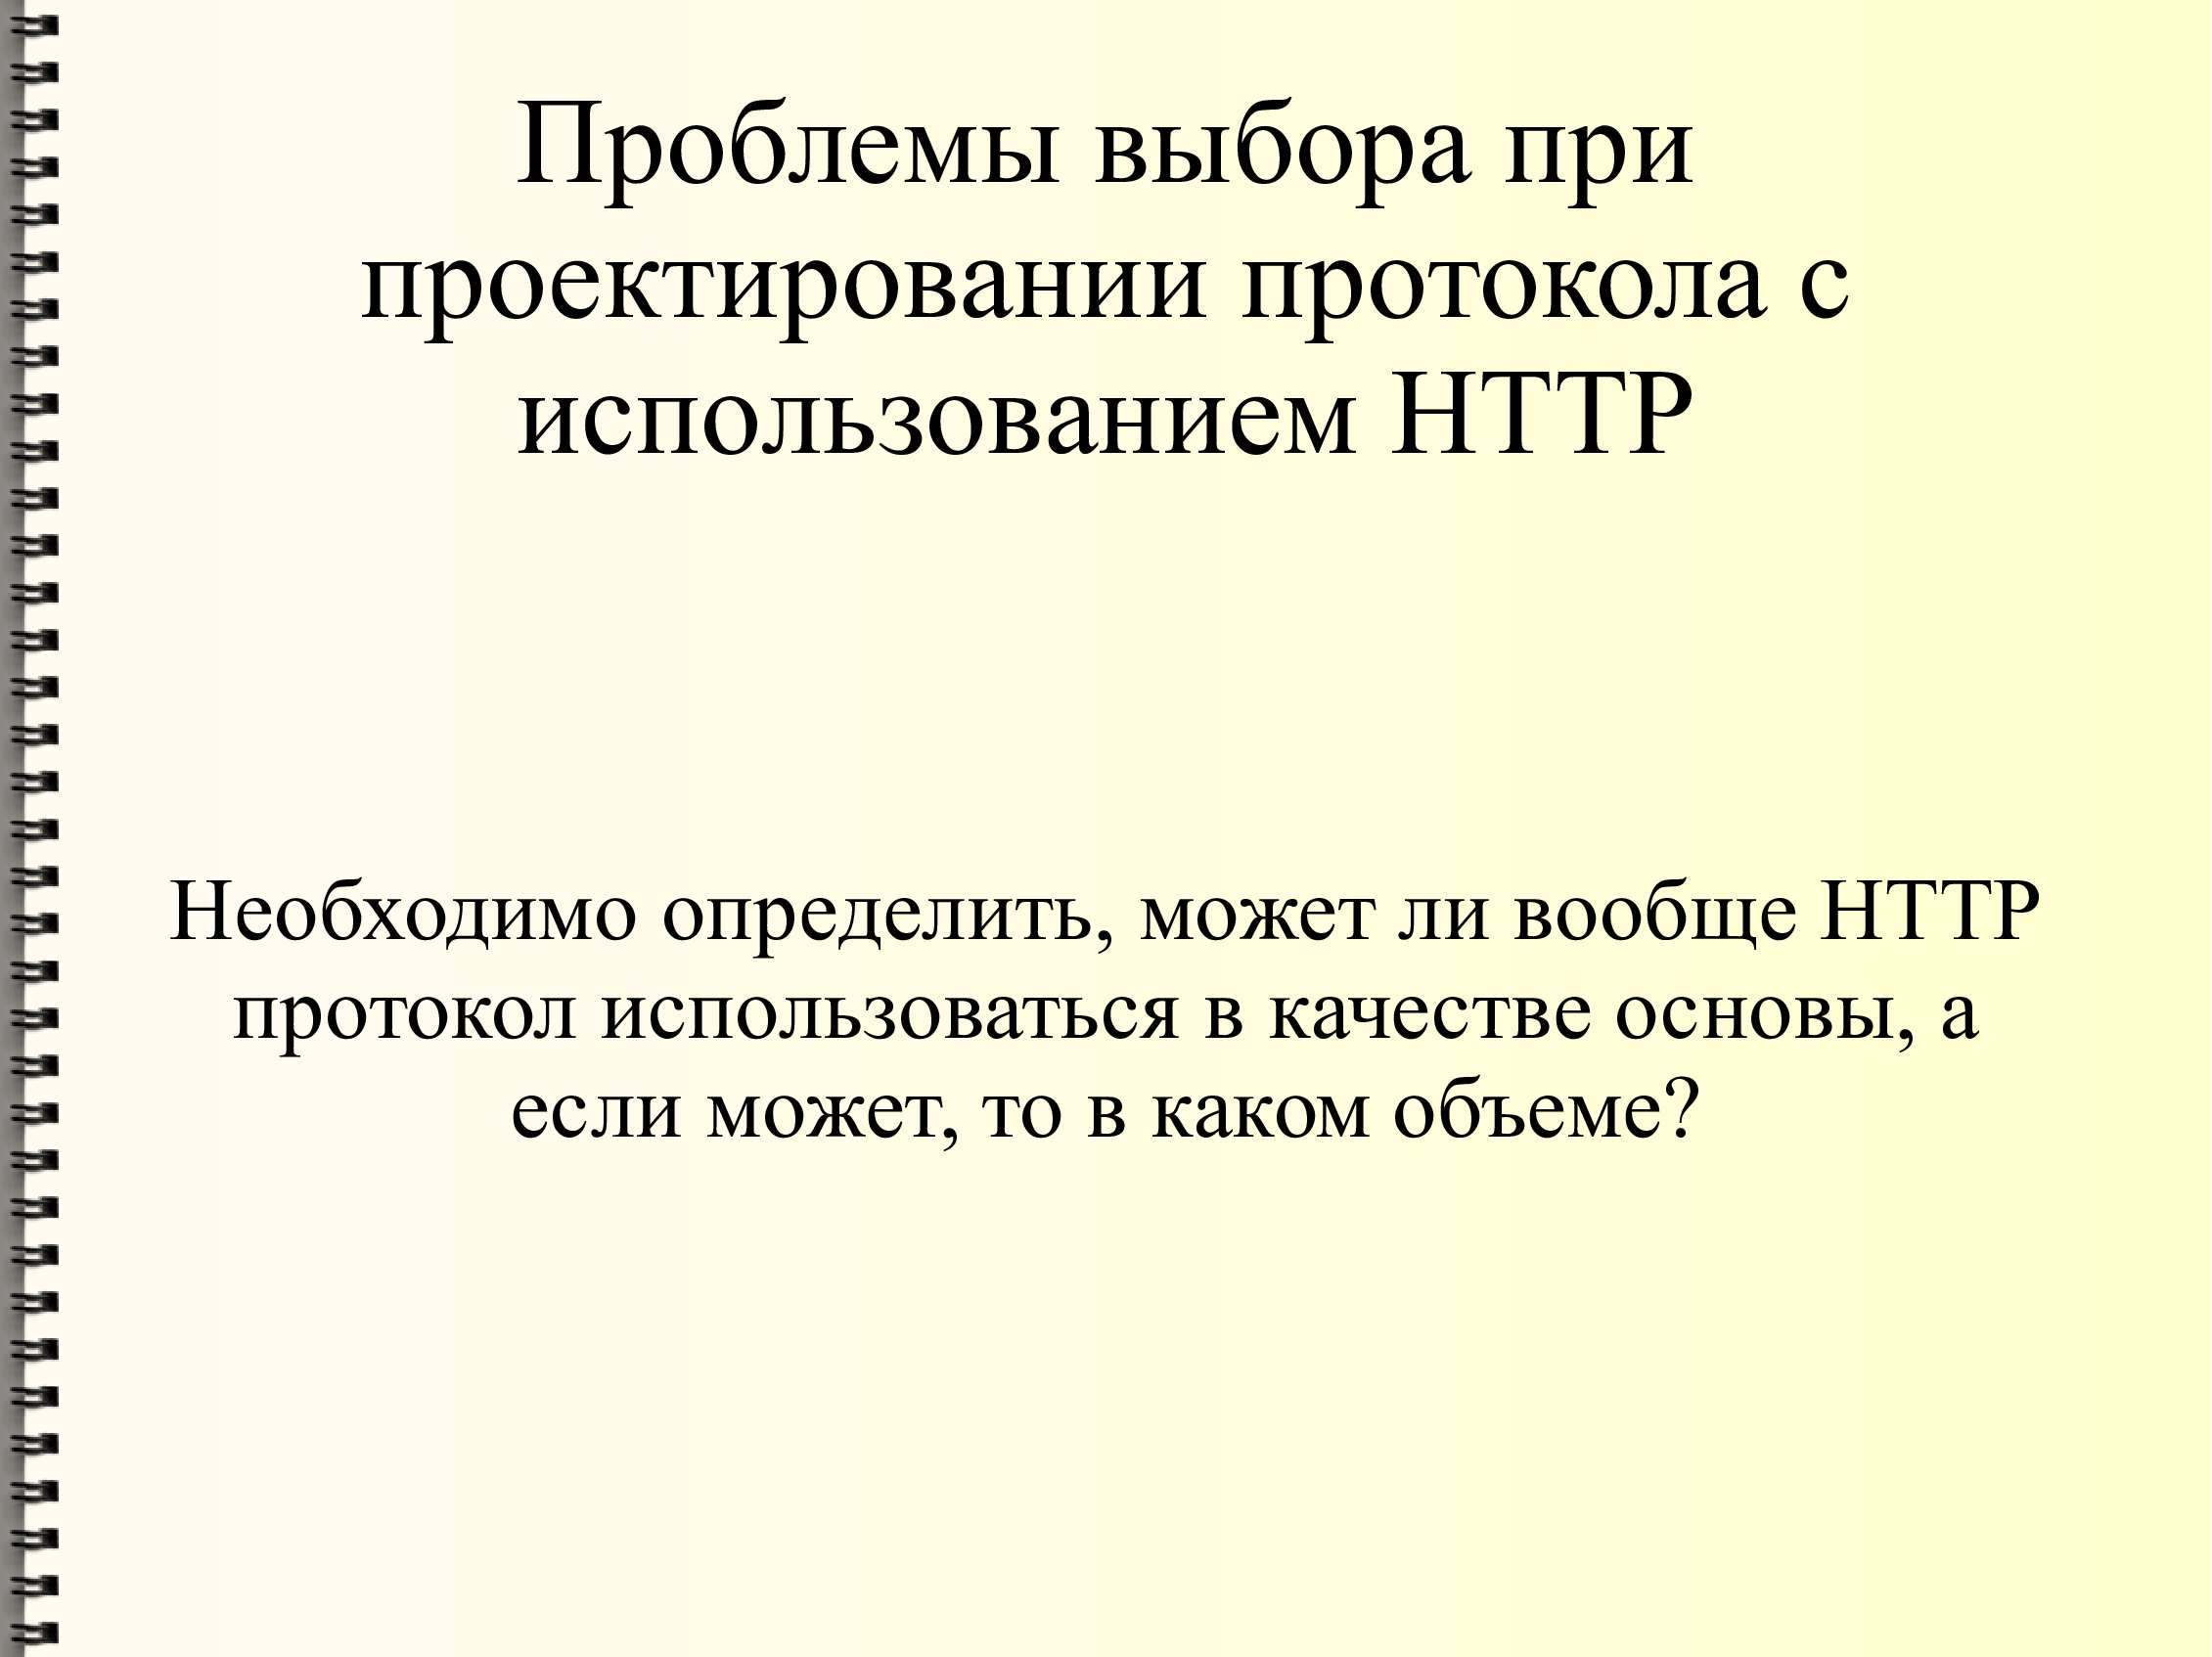 Проблемы выбора при
проектировании протокола с
использованием HTTP
Необходимо определить, может ли вообще HTTP
протокол использоваться в качестве основы, а
если может, то в каком объеме?